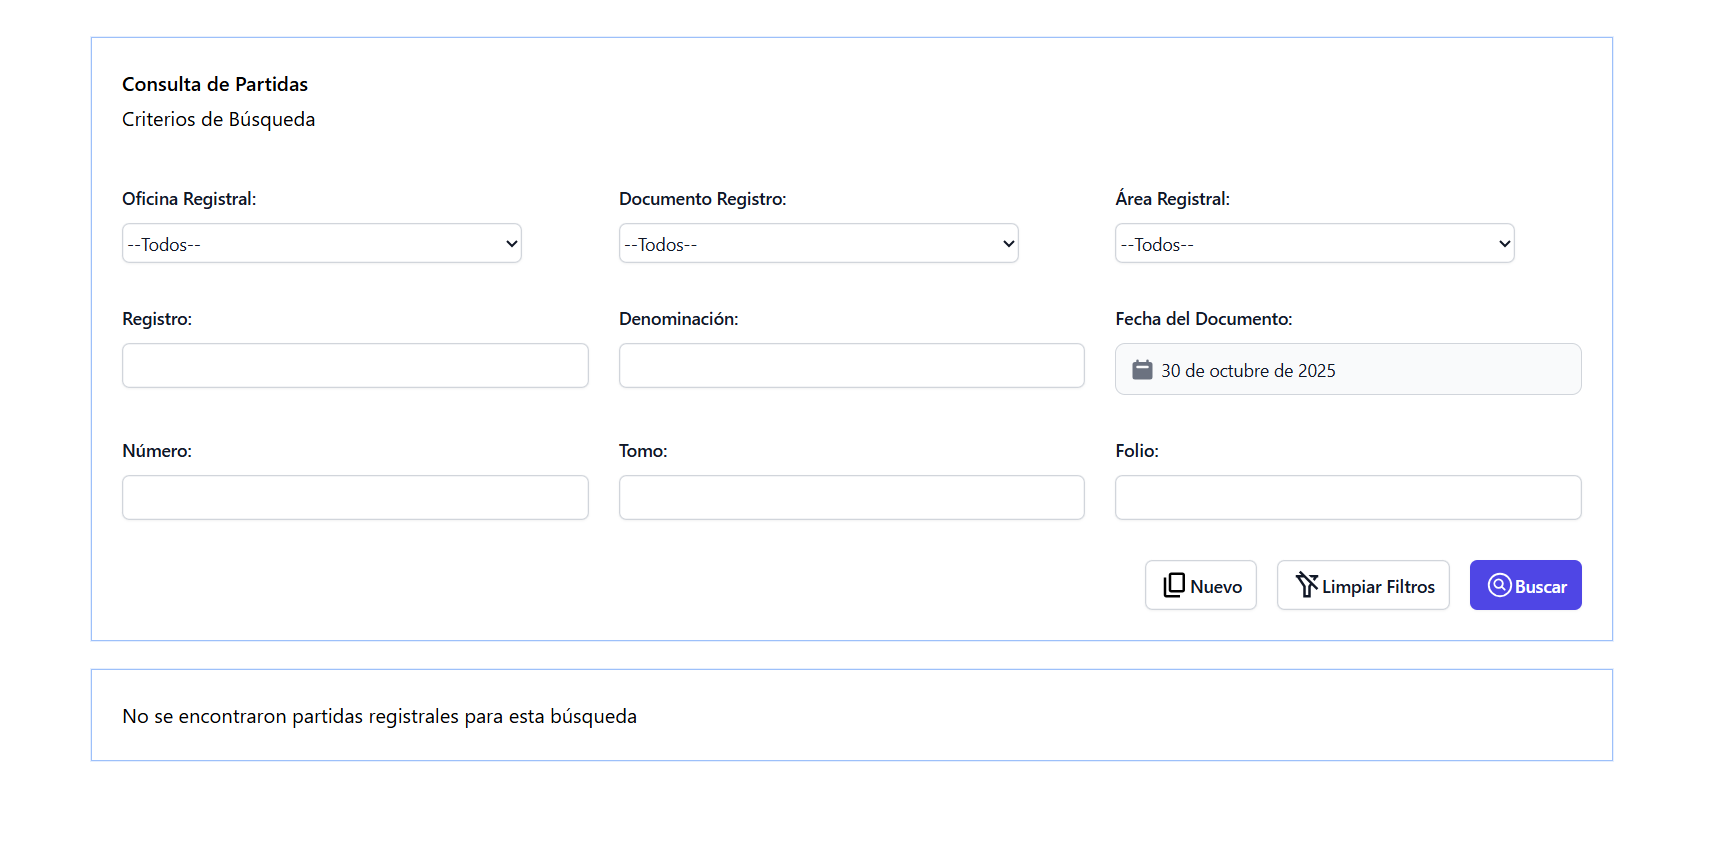 Consulta de Partidas
Criterios de Búsqueda
Oficina Registral:
Documento Registro:
Área Registral:
--Todos--
--Todos--
--Todos--
Registro:
Denominación:
Fecha del Documento:
30 de octubre de 2025
Número:
Tomo:
Folio:
Nuevo
Limpiar Filtros
Buscar
No se encontraron partidas registrales para esta búsqueda